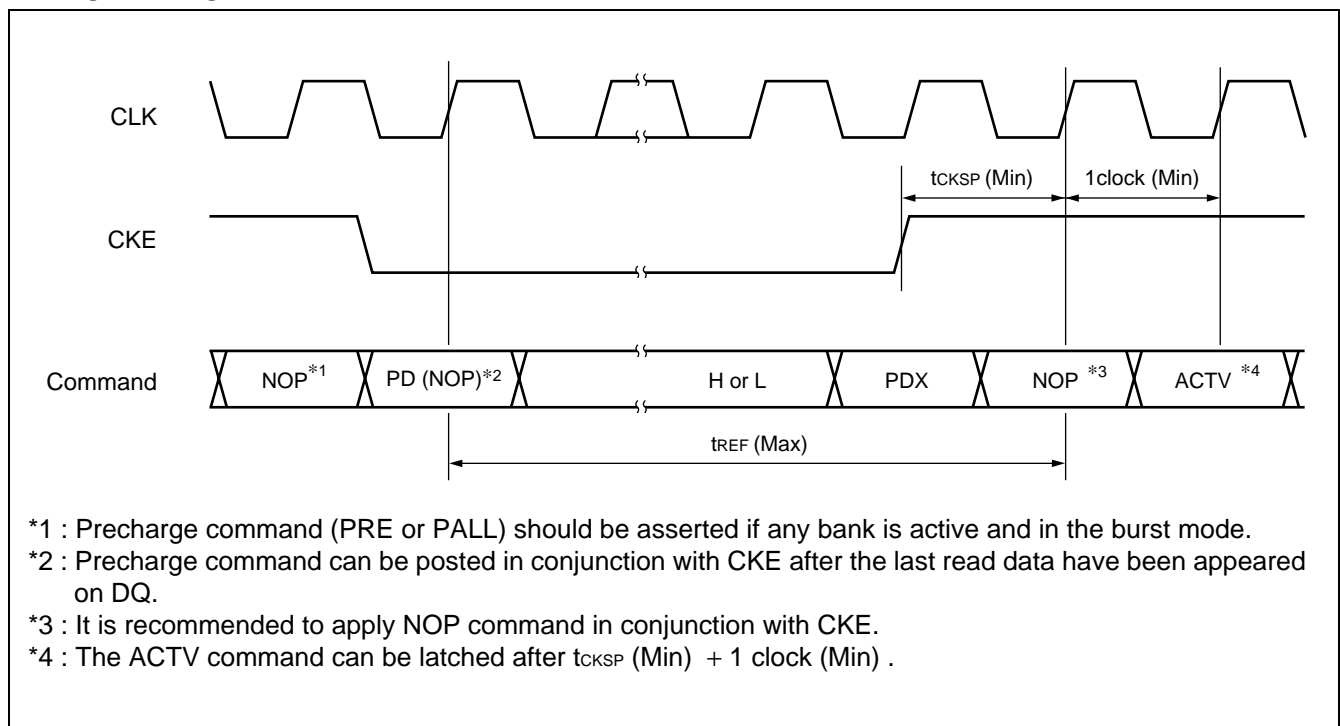 CLK
tCKSP (Min)
1clock (Min)
CKE
Command
NOP*1
PD (NOP)*2
H or L
PDX
NOP *3
ACTV *4
tREF (Max)
*1 : Precharge command (PRE or PALL) should be asserted if any bank is active and in the burst mode.
*2 : Precharge command can be posted in conjunction with CKE after the last read data have been appeared
on DQ.
*3 : It is recommended to apply NOP command in conjunction with CKE.
*4 : The ACTV command can be latched after tCKSP (Min) + 1 clock (Min) .